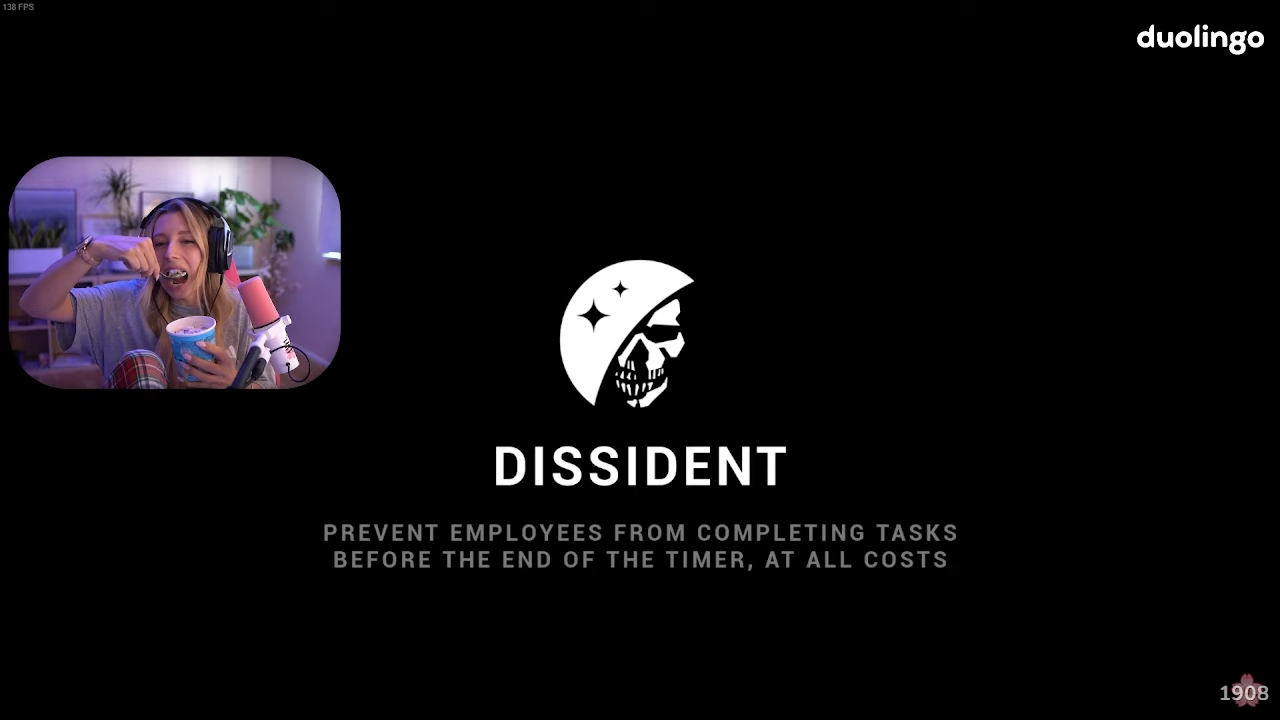 138 FPS
duolingo
DISSIDENT
PREVENT EMPLOYEES FROM COMPLETING TASKS
BEFORE THE END OF THE TIMER, AT ALL COSTS
1908